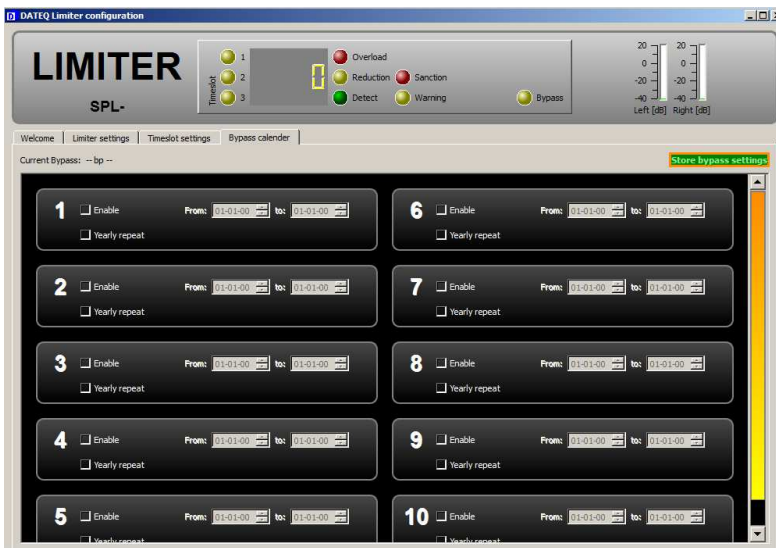 DATEQ Limiter configuration
LIMITER
SPL-
Timeslot
1
2
3
0
Overload
Reduction
Sanction
Detect
Warning
Bypass
20
0
-20
-40
Left [dB]
20
0
-20
-40
Right [dB]
Welcome
Limiter settings
Timeslot settings
Bypass calender
Current Bypass: -- bp --
Store bypass settings
1 Enable From: 01-01-00 to: 01-01-00
Yearly repeat
6 Enable From: 01-01-00 to: 01-01-00
Yearly repeat
2 Enable From: 01-01-00 to: 01-01-00
Yearly repeat
7 Enable From: 01-01-00 to: 01-01-00
Yearly repeat
3 Enable From: 01-01-00 to: 01-01-00
Yearly repeat
8 Enable From: 01-01-00 to: 01-01-00
Yearly repeat
4 Enable From: 01-01-00 to: 01-01-00
Yearly repeat
9 Enable From: 01-01-00 to: 01-01-00
Yearly repeat
5 Enable From: 01-01-00 to: 01-01-00
Yearly repeat
10 Enable From: 01-01-00 to: 01-01-00
Yearly repeat